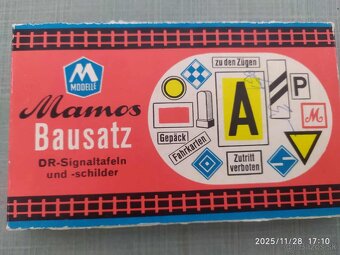 M
MODELLE
Mamos
Bausatz
DR-Signaltafeln
und -schilder
zu den Zügen
A
P
M
Gepäck
Fahrkarten
Zutritt
verboten
2025/11/28 17:10